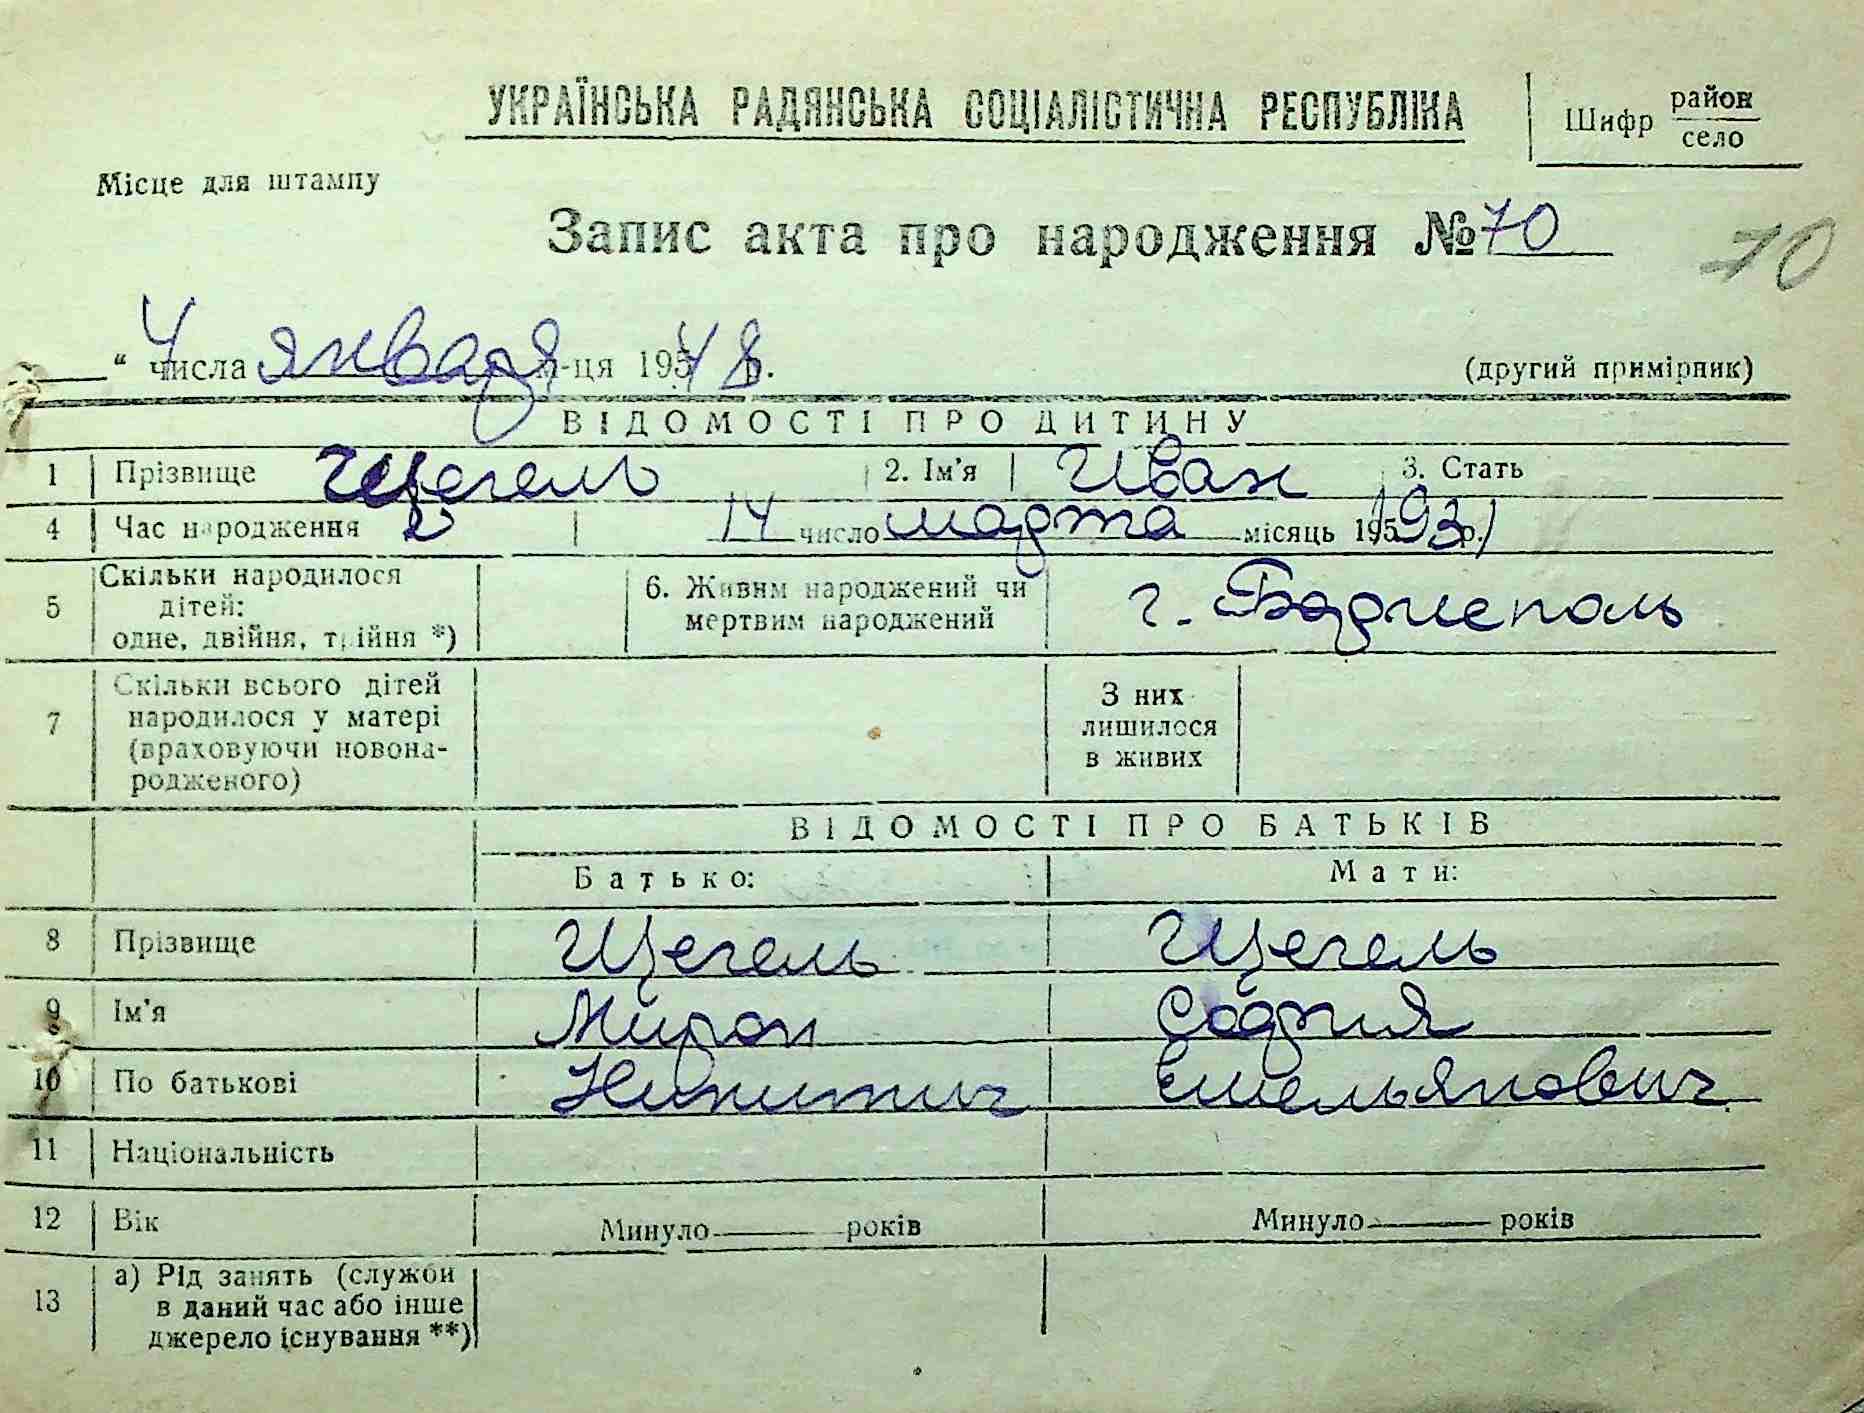 УКРАЇНСЬКА РАДЯНСЬКА СОЦІАЛІСТИЧНА РЕСПУБЛІКА
Шифр район
село
Місце для штампу
Запис акта про народження № 70
70
4 числа января м-ця 1948 р.
(другий примірник)
ВІДОМОСТІ ПРО ДИТИНУ
1 Прізвище Щегель 2. Ім'я Иван 3. Стать
4 Час народження 14 число марта місяць 1931 р.
5 Скільки народилося дітей: одне, двійня, трійня *) 6. Живим народжений чи мертвим народжений г. Борисполь
7 Скільки всього дітей народилося у матері (враховуючи новонародженого) З них лишилося в живих
ВІДОМОСТІ ПРО БАТЬКІВ
Батько: Мати:
8 Прізвище Щегель Щегель
9 Ім'я Мирон София
10 По батькові Никитич Емельянович
11 Національність
12 Вік Минуло років Минуло років
13 а) Рід занять (служби в даний час або інше джерело існування **)